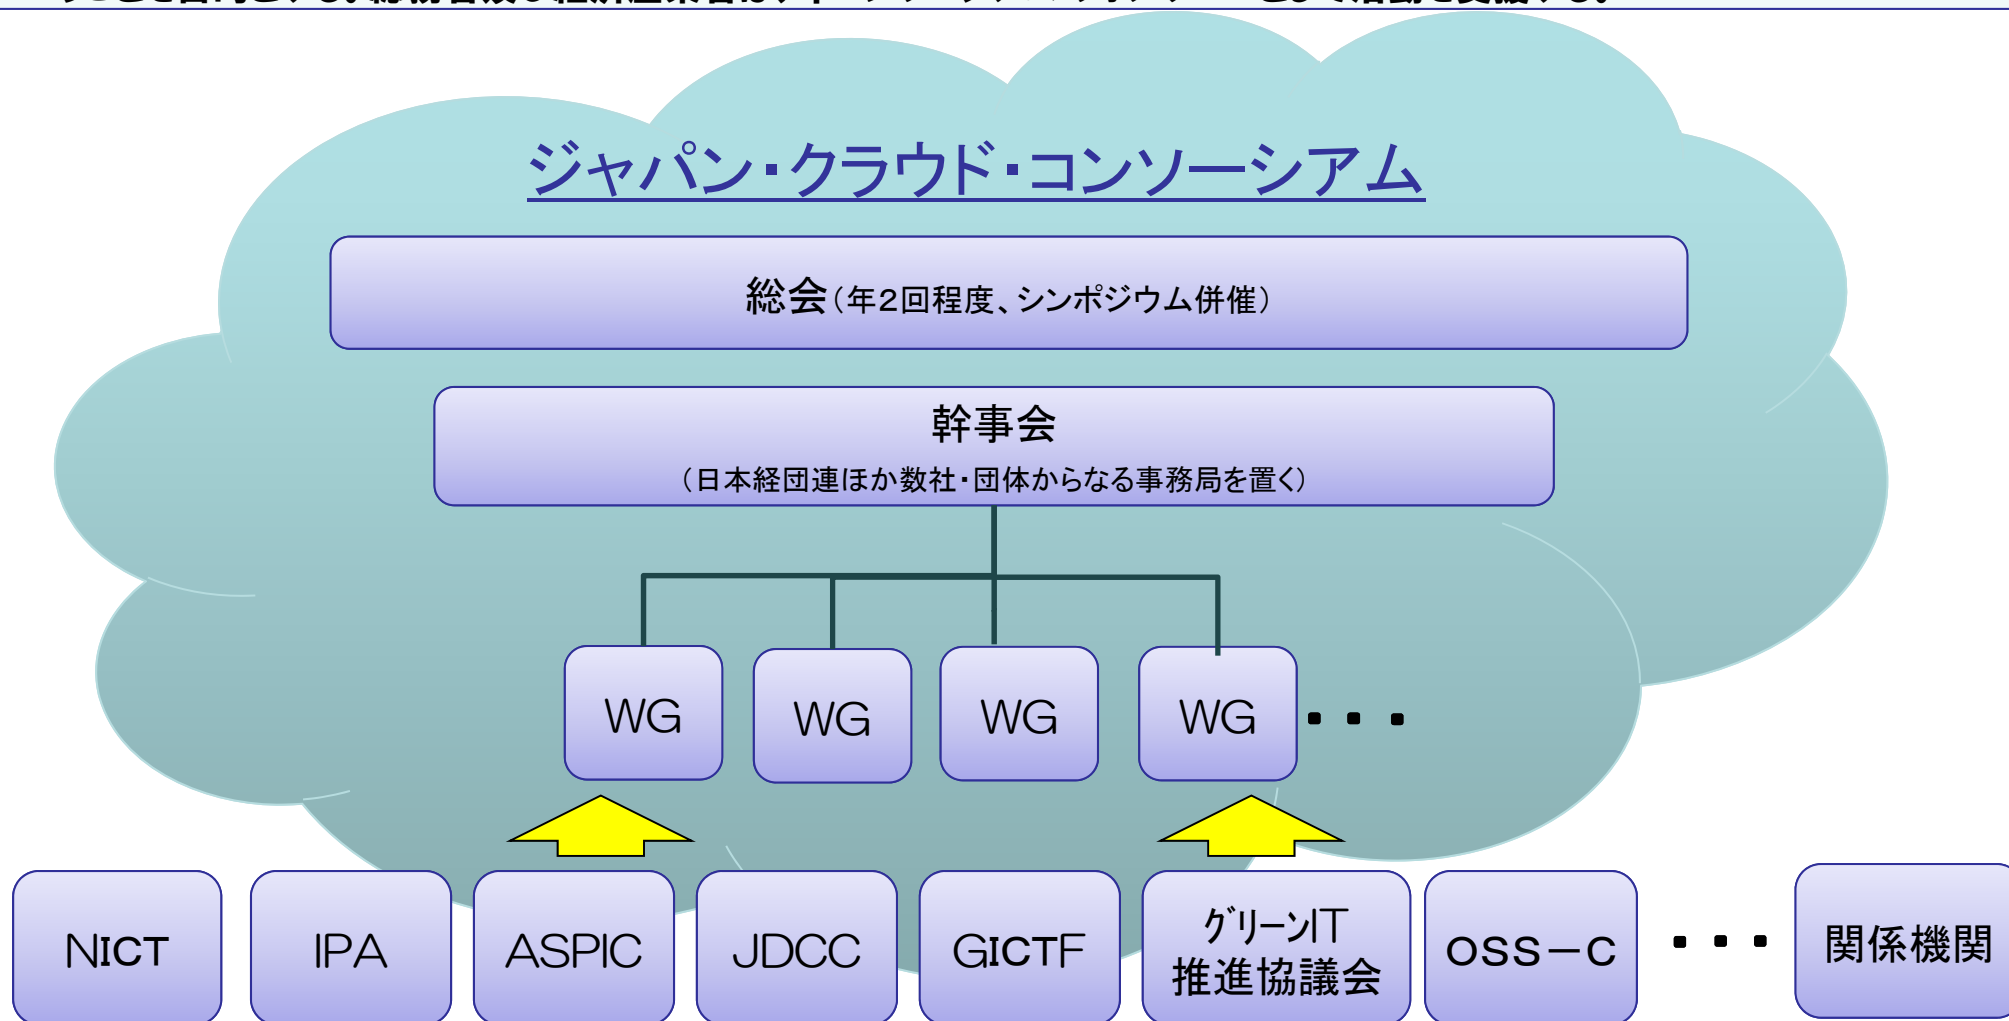 ジャパン・クラウド・コンソーシアム
総会（年２回程度、シンポジウム併催）
幹事会
（日本経団連ほか数社・団体からなる事務局を置く）
WG WG WG WG ・・・
NICT IPA ASPIC JDCC GICTF グリーンIT推進協議会 OSS－C ・・・ 関係機関